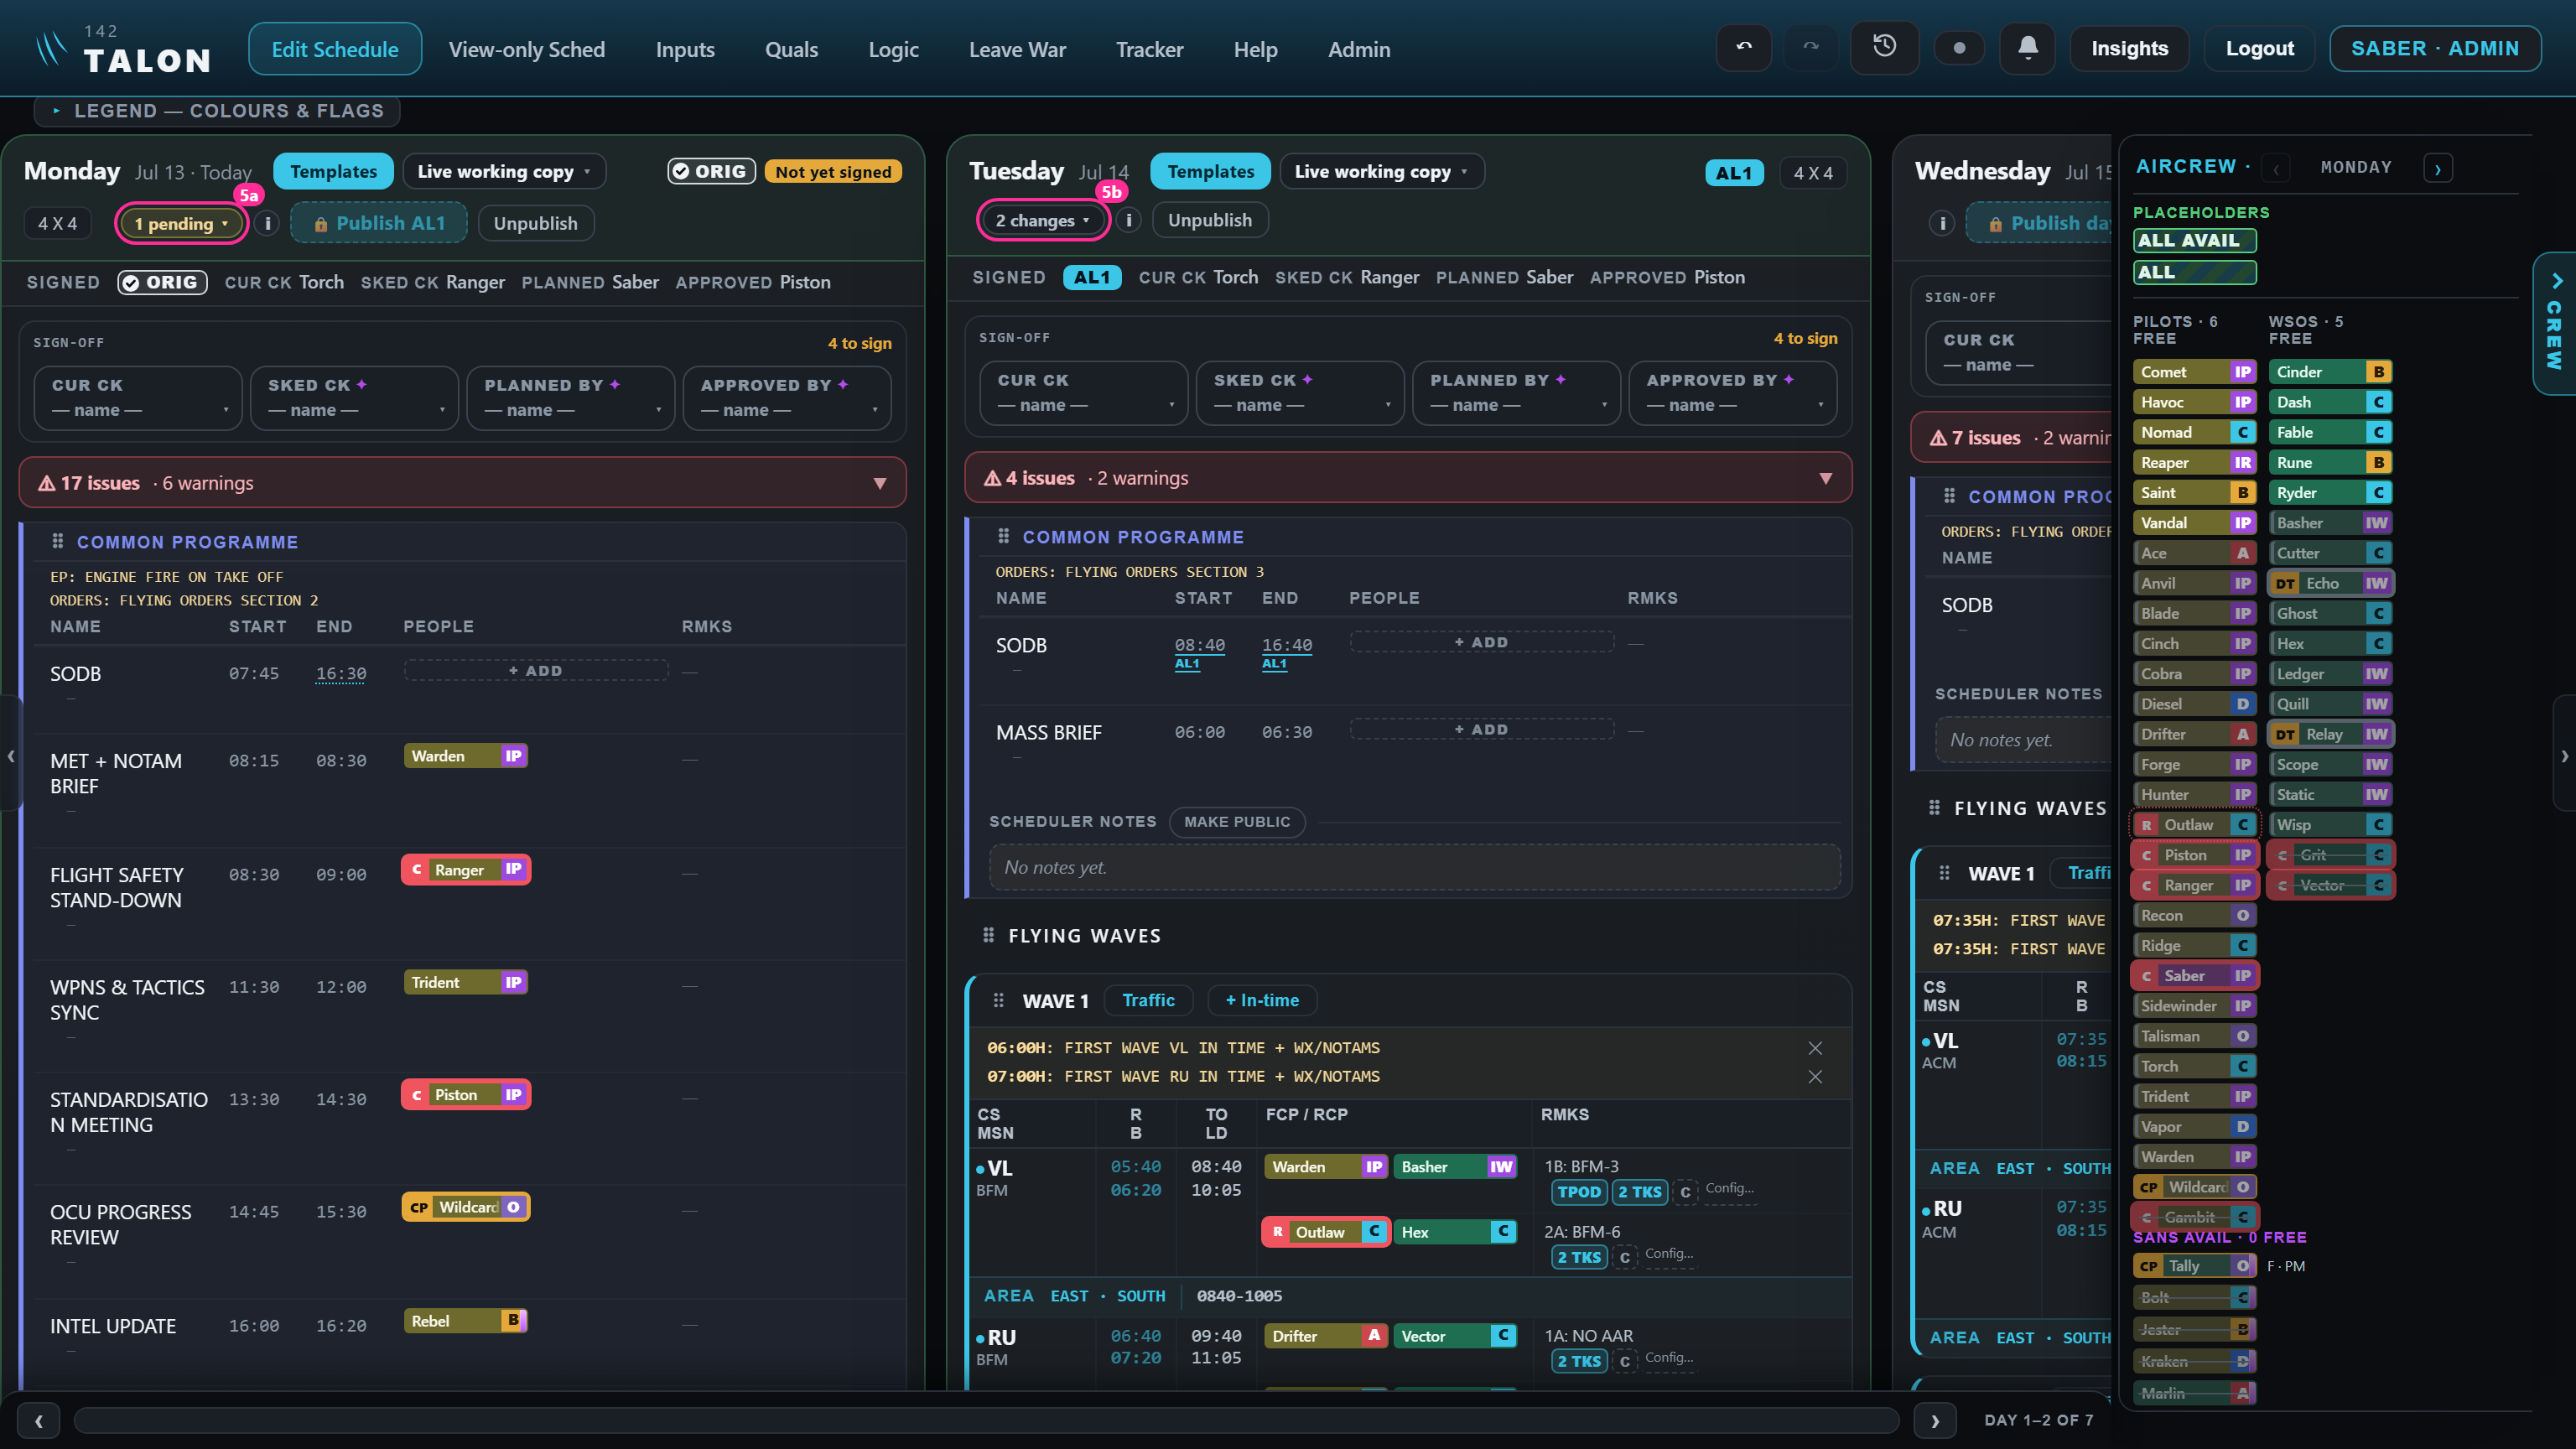 142
TALON
Edit Schedule
View-only Sched
Inputs
Quals
Logic
Leave War
Tracker
Help
Admin
Insights
Logout
SABER · ADMIN
LEGEND — COLOURS & FLAGS
Monday Jul 13 · Today
Templates
Live working copy
ORIG
Not yet signed
5a
4 X 4
1 pending
i
Publish AL1
Unpublish
SIGNED ORIG CUR CK Torch SKED CK Ranger PLANNED Saber APPROVED Piston
SIGN-OFF
4 to sign
CUR CK
— name —
SKED CK
— name —
PLANNED BY
— name —
APPROVED BY
— name —
17 issues · 6 warnings
COMMON PROGRAMME
EP: ENGINE FIRE ON TAKE OFF
ORDERS: FLYING ORDERS SECTION 2
NAME START END PEOPLE RMKS
SODB 07:45 16:30 + ADD —
—
MET + NOTAM
BRIEF
08:15 08:30 Warden IP —
—
FLIGHT SAFETY
STAND-DOWN
08:30 09:00 C Ranger IP —
—
WPNS & TACTICS
SYNC
11:30 12:00 Trident IP —
—
STANDARDISATIO
N MEETING
13:30 14:30 C Piston IP —
—
OCU PROGRESS
REVIEW
14:45 15:30 CP Wildcard O —
—
INTEL UPDATE 16:00 16:20 Rebel B —
—
Tuesday Jul 14
Templates
Live working copy
AL1
4 X 4
5b
2 changes
i
Unpublish
SIGNED AL1 CUR CK Torch SKED CK Ranger PLANNED Saber APPROVED Piston
SIGN-OFF
4 to sign
CUR CK
— name —
SKED CK
— name —
PLANNED BY
— name —
APPROVED BY
— name —
4 issues · 2 warnings
COMMON PROGRAMME
ORDERS: FLYING ORDERS SECTION 3
NAME START END PEOPLE RMKS
SODB 08:40 16:40 + ADD —
AL1 AL1
—
MASS BRIEF 06:00 06:30 + ADD —
—
SCHEDULER NOTES MAKE PUBLIC
No notes yet.
FLYING WAVES
WAVE 1 Traffic + In-time
06:00H: FIRST WAVE VL IN TIME + WX/NOTAMS
07:00H: FIRST WAVE RU IN TIME + WX/NOTAMS
CS R TO FCP / RCP RMKS
MSN B LD
VL 05:40 08:40 Warden IP Basher IW 1B: BFM-3
BFM 06:20 10:05 TPOD 2 TKS C Config...
R Outlaw C Hex C 2A: BFM-6
2 TKS C Config...
AREA EAST · SOUTH 0840-1005
RU 06:40 09:40 Drifter A Vector C 1A: NO AAR
BFM 07:20 11:05 2 TKS C Config...
Wednesday Jul 15
i
Publish day
SIGN-OFF
CUR CK
— name —
7 issues · 2 warnin
COMMON PROG
ORDERS: FLYING ORDER
NAME
SODB
—
SCHEDULER NOTES
No notes yet.
FLYING WAVES
WAVE 1 Traffi
07:35H: FIRST WAVE
07:35H: FIRST WAVE
CS R
MSN B
VL 07:35
ACM 08:15
AREA EAST · SOUTH
RU 07:35
ACM 08:15
AREA EAST · SOUTH
AIRCREW · MONDAY
PLACEHOLDERS
ALL AVAIL
ALL
PILOTS · 6
FREE
WSOS · 5
FREE
Comet IP Cinder B
Havoc IP Dash C
Nomad C Fable C
Reaper IR Rune B
Saint B Ryder C
Vandal IP Basher IW
Ace A Cutter C
Anvil IP DT Echo IW
Blade IP Ghost C
Cinch IP Hex C
Cobra IP Ledger IW
Diesel D Quill IW
Drifter A DT Relay IW
Forge IP Scope IW
Hunter IP Static IW
R Outlaw C Wisp C
C Piston IP C Grit C
C Ranger IP C Vector C
Recon O
Ridge C
C Saber IP
Sidewinder IP
Talisman O
Torch C
Trident IP
Vapor D
Warden IP
CP Wildcard O
C Gambit C
SANS AVAIL · 0 FREE
CP Tally O F · PM
Bolt C
Jester B
Kraken D
Marlin A
CREW
DAY 1–2 OF 7